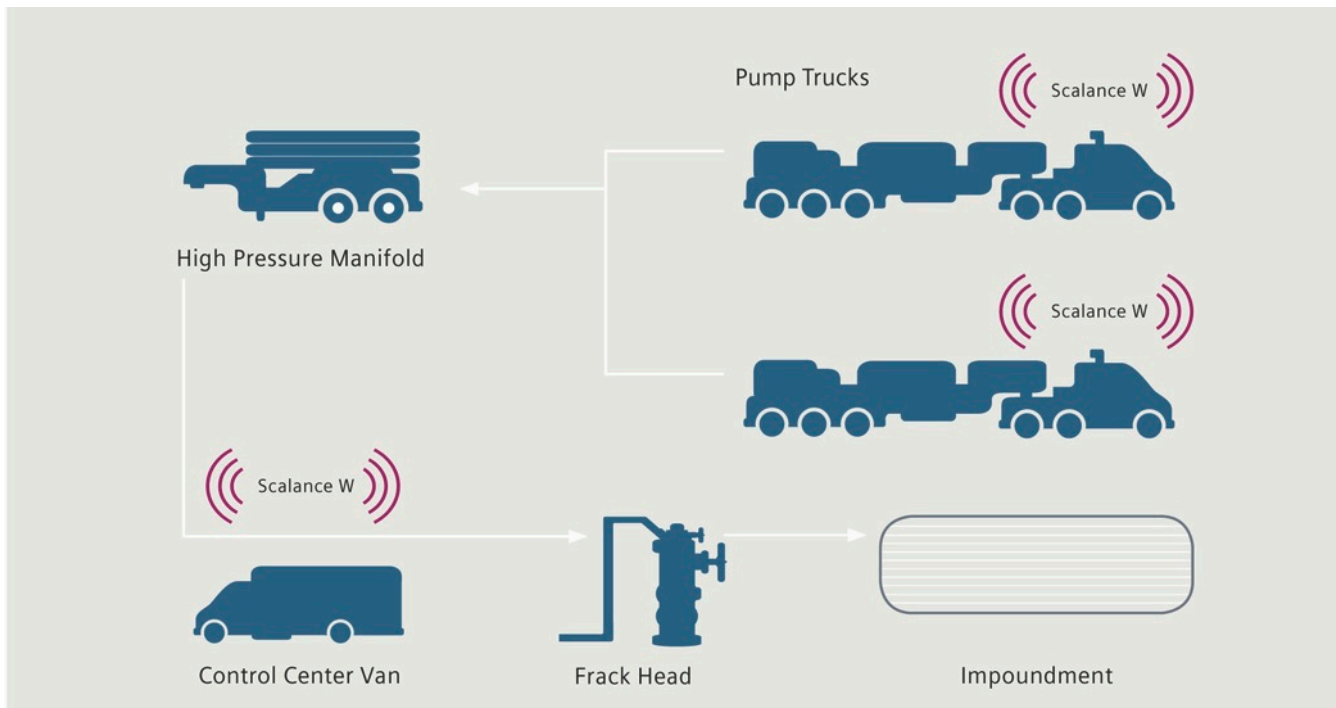 Pump Trucks
Scalance W
High Pressure Manifold
Scalance W
Scalance W
Control Center Van
Frack Head
Impoundment